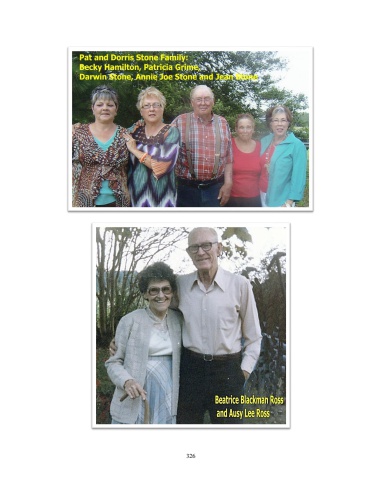 Pat and Dorris Stone Family:
Becky Hamilton, Patricia Grime,
Darwin Stone, Annie Joe Stone and Jean Stone.
Beatrice Blackman Ross
and Ausy Lee Ross
326